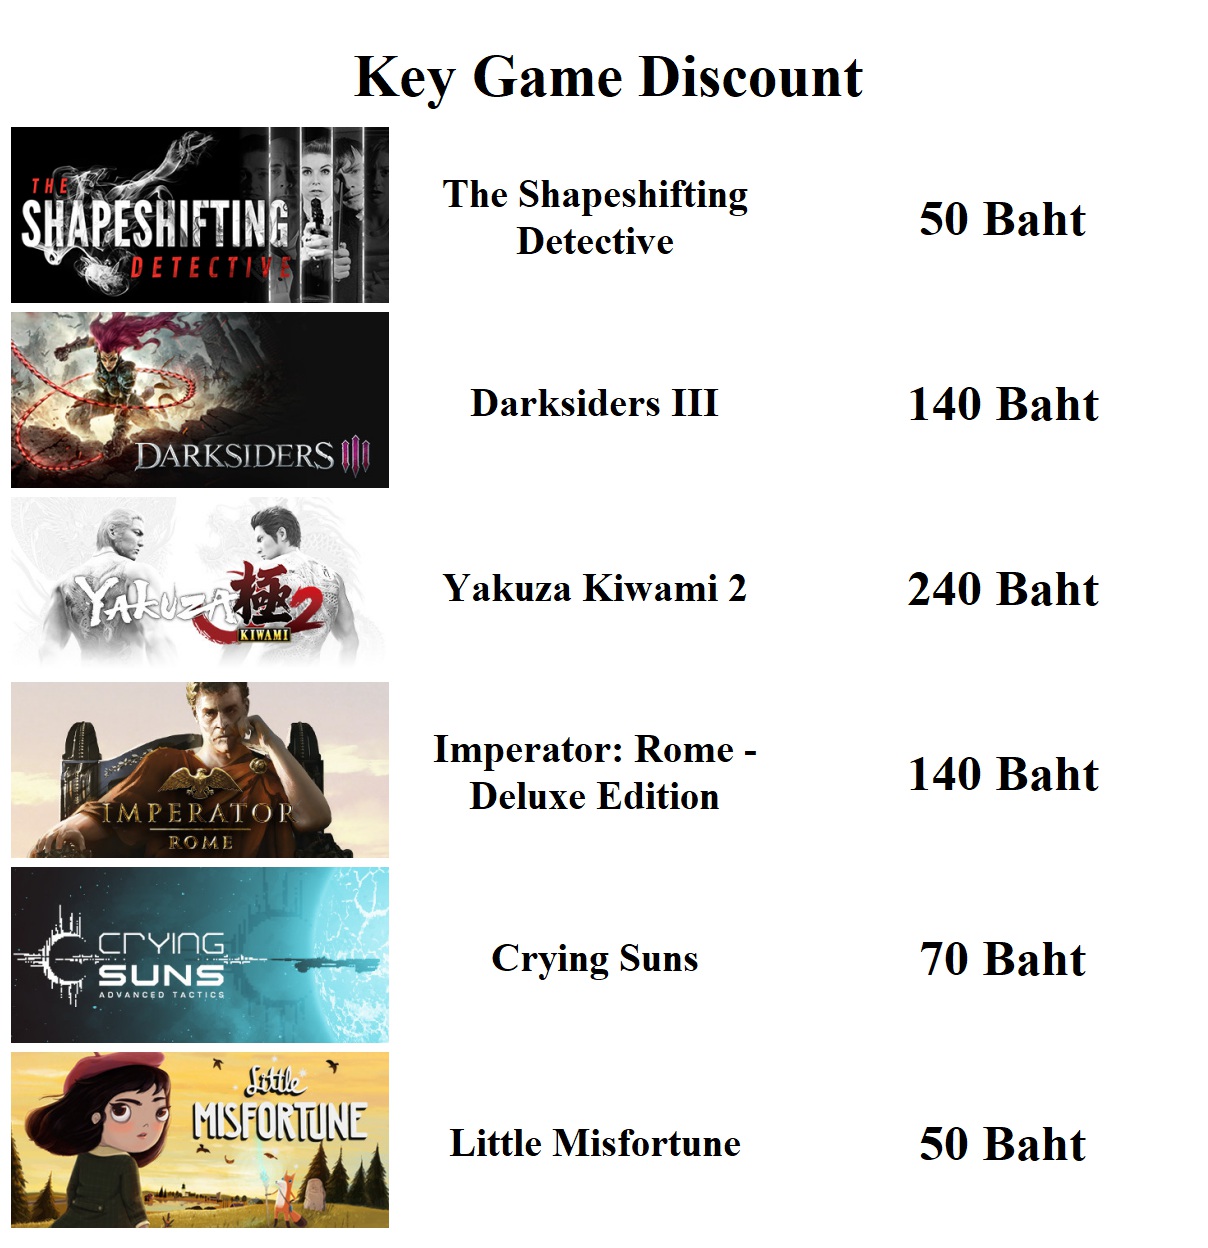 Key Game Discount
THE
SHAPESHIFTING
DETECTIVE
The Shapeshifting
Detective
50 Baht
DARKSIDERS III
Darksiders III
140 Baht
YAKUZA 極 2
KIWAMI
Yakuza Kiwami 2
240 Baht
IMPERATOR
ROME
Imperator: Rome -
Deluxe Edition
140 Baht
CRYING
SUNS
ADVANCED TACTICS
Crying Suns
70 Baht
Little
MISFORTUNE
Little Misfortune
50 Baht